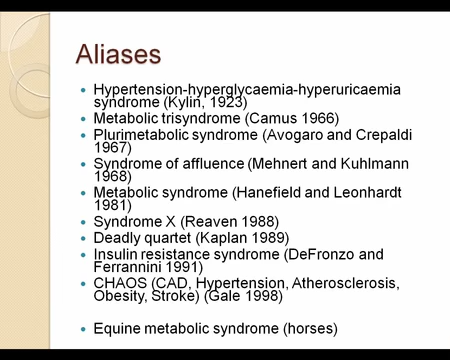 Aliases
Hypertension-hyperglycaemia-hyperuricaemia
syndrome (Kylin, 1923)
Metabolic trisyndrome (Camus 1966)
Plurimetabolic syndrome (Avogaro and Crepaldi
1967)
Syndrome of affluence (Mehnert and Kuhlmann
1968)
Metabolic syndrome (Hanefield and Leonhardt
1981)
Syndrome X (Reaven 1988)
Deadly quartet (Kaplan 1989)
Insulin resistance syndrome (DeFronzo and
Ferrannini 1991)
CHAOS (CAD, Hypertension, Atherosclerosis,
Obesity, Stroke) (Gale 1998)
Equine metabolic syndrome (horses)